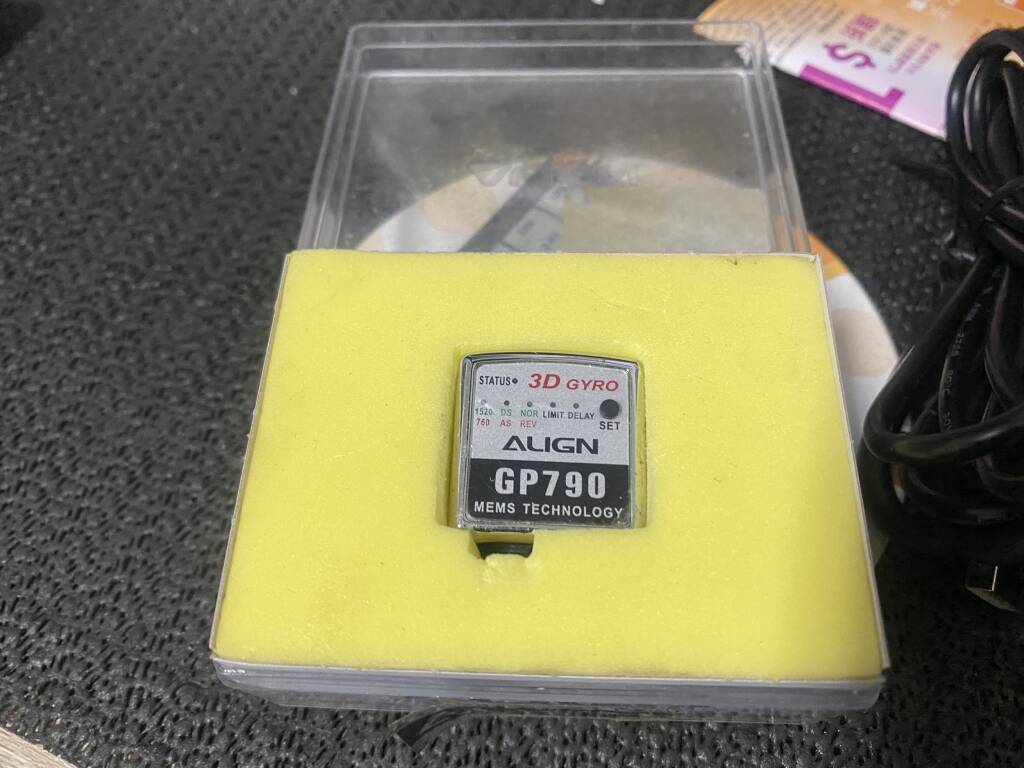 STATUS 3D GYRO
1520 DS NOR LIMIT DELAY
760 AS REV SET
ALIGN
GP790
MEMS TECHNOLOGY
$